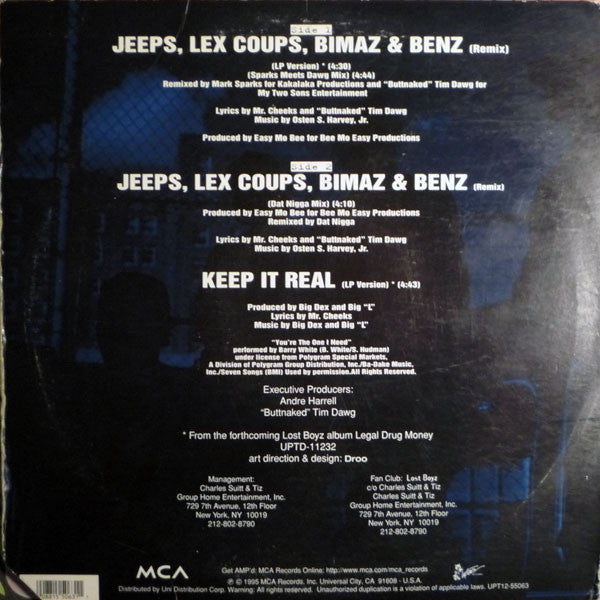 Side 1
JEEPS, LEX COUPS, BIMAZ & BENZ (Remix)
(LP Version) * (4:30)
(Sparks Meets Dawg Mix) (4:44)
Remixed by Mark Sparks for Kakalaka Productions and "Buttnaked" Tim Dawg for
My Two Sons Entertainment
Lyrics by Mr. Cheeks and "Buttnaked" Tim Dawg
Music by Osten S. Harvey, Jr.
Produced by Easy Mo Bee for Bee Mo Easy Productions
Side 2
JEEPS, LEX COUPS, BIMAZ & BENZ (Remix)
(Dat Nigga Mix) (4:10)
Produced by Easy Mo Bee for Bee Mo Easy Productions
Remixed by Dat Nigga
Lyrics by Mr. Cheeks and "Buttnaked" Tim Dawg
Music by Osten S. Harvey, Jr.
KEEP IT REAL (LP Version) * (4:43)
Produced by Big Dex and Big "L"
Lyrics by Mr. Cheeks
Music by Big Dex and Big "L"
"You're The One I Need"
performed by Barry White (B. White/S. Hudman)
under license from Polygram Special Markets,
A Division of Polygram Group Distribution, Inc./Ba-Dake Music,
Inc./Seven Songs (BMI) Used by permission.All Rights Reserved.
Executive Producers:
Andre Harrell
"Buttnaked" Tim Dawg
* From the forthcoming Lost Boyz album Legal Drug Money
UPTD-11232
art direction & design: Droo
Management:
Charles Suitt & Tiz
Group Home Entertainment, Inc.
729 7th Avenue, 12th Floor
New York, NY 10019
212-802-8790
Fan Club: Lost Boyz
c/o Charles Suitt & Tiz
Group Home Entertainment, Inc.
729 7th Avenue, 12th Floor
New York, NY 10019
212-802-8790
MCA
Get AMP'd: MCA Records Online: http://www.mca.com/mca_records
℗ © 1995 MCA Records, Inc. Universal City, CA 91608 - U.S.A.
Distributed by Uni Distribution Corp. Warning: All rights reserved. Unauthorized duplication is a violation of applicable laws. UPT12-55063